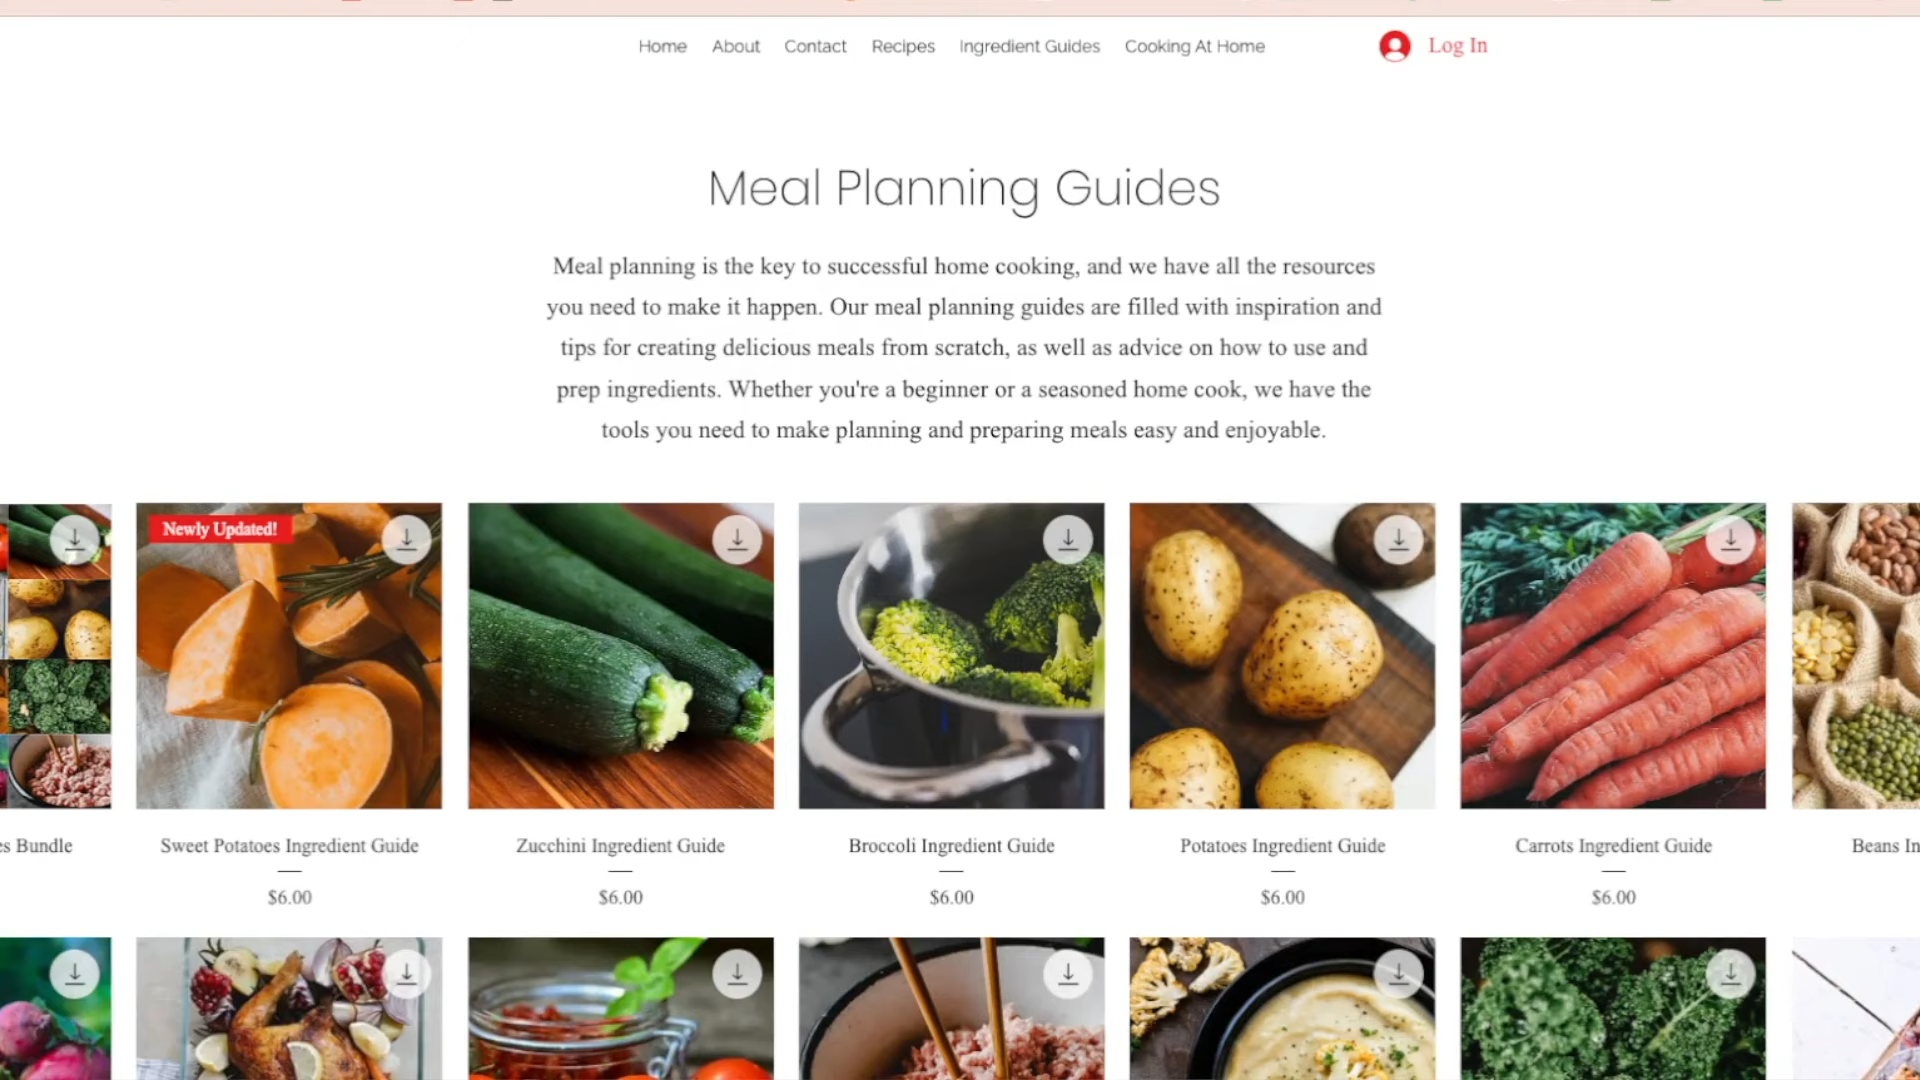 Home About Contact Recipes Ingredient Guides Cooking At Home Log In
Meal Planning Guides
Meal planning is the key to successful home cooking, and we have all the resources
you need to make it happen. Our meal planning guides are filled with inspiration and
tips for creating delicious meals from scratch, as well as advice on how to use and
prep ingredients. Whether you're a beginner or a seasoned home cook, we have the
tools you need to make planning and preparing meals easy and enjoyable.
Newly Updated!
Bundle
Sweet Potatoes Ingredient Guide
$6.00
Zucchini Ingredient Guide
$6.00
Broccoli Ingredient Guide
$6.00
Potatoes Ingredient Guide
$6.00
Carrots Ingredient Guide
$6.00
Beans